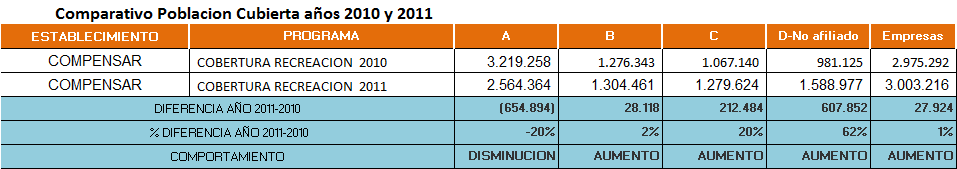 Comparativo Poblacion Cubierta años 2010 y 2011
ESTABLECIMIENTO PROGRAMA A B C D-No afiliado Empresas
COMPENSAR COBERTURA RECREACION 2010 3.219.258 1.276.343 1.067.140 981.125 2.975.292
COMPENSAR COBERTURA RECREACION 2011 2.564.364 1.304.461 1.279.624 1.588.977 3.003.216
DIFERENCIA AÑO 2011-2010 (654.894) 28.118 212.484 607.852 27.924
% DIFERENCIA AÑO 2011-2010 -20% 2% 20% 62% 1%
COMPORTAMIENTO DISMINUCION AUMENTO AUMENTO AUMENTO AUMENTO